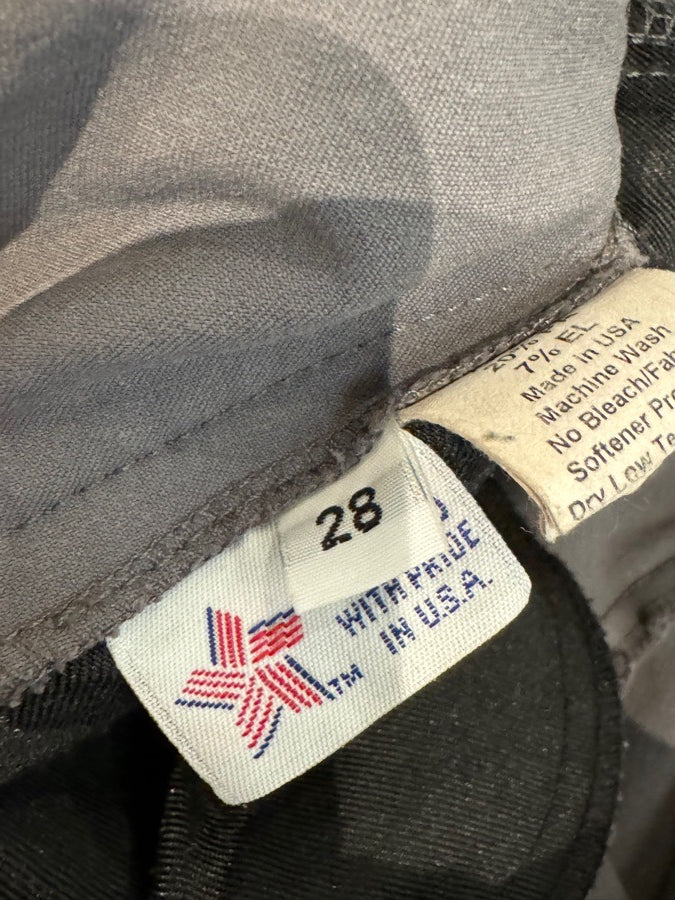 7% EL
Made in USA
Machine Wash
No Bleach/Fab
Softener Pr
Dry Low Te
28
WITH PRIDE
IN U.S.A.
TM